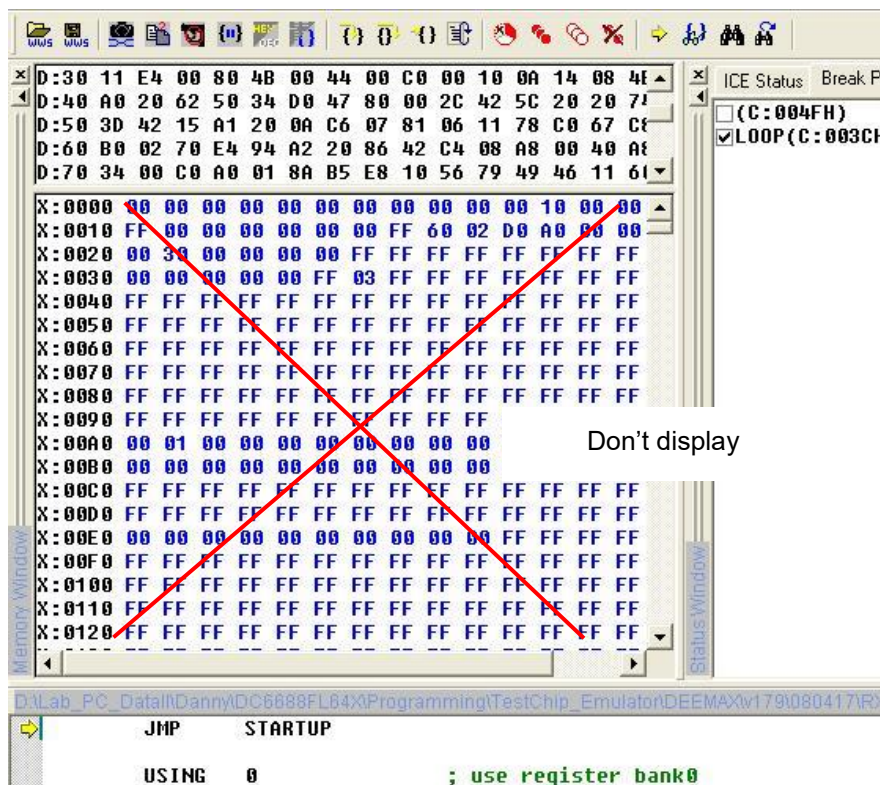 WWS WWS HEX DEC
D:30 11 E4 00 80 4B 00 44 00 C0 00 10 0A 14 08
D:40 A0 20 62 50 34 D0 47 80 00 2C 42 5C 20 20
D:50 3D 42 15 A1 20 0A C6 07 81 06 11 78 C0 67
D:60 B0 02 70 E4 94 A2 20 86 42 C4 08 A8 00 40
D:70 34 00 C0 A0 01 8A B5 E8 10 56 79 49 46 11
X:0000 00 00 00 00 00 00 00 00 00 00 00 10 00 00
X:0010 FF 00 00 00 00 00 00 FF 60 02 D0 A0 00 00
X:0020 00 30 00 00 00 00 FF FF FF FF FF FF FF FF
X:0030 00 00 00 00 00 FF 03 FF FF FF FF FF FF FF
X:0040 FF FF FF FF FF FF FF FF FF FF FF FF FF FF
X:0050 FF FF FF FF FF FF FF FF FF FF FF FF FF FF
X:0060 FF FF FF FF FF FF FF FF FF FF FF FF FF FF
X:0070 FF FF FF FF FF FF FF FF FF FF FF FF FF FF
X:0080 FF FF FF FF FF FF FF FF FF FF FF FF FF FF
X:0090 FF FF FF FF FF FF FF FF FF FF
X:00A0 00 01 00 00 00 00 00 00 00 00
X:00B0 00 00 00 00 00 00 00 00 00 00
X:00C0 FF FF FF FF FF FF FF FF FF FF FF FF FF FF
X:00D0 FF FF FF FF FF FF FF FF FF FF FF FF FF FF
X:00E0 00 00 00 00 00 00 00 00 00 00 FF FF FF FF
X:00F0 FF FF FF FF FF FF FF FF FF FF FF FF FF FF
X:0100 FF FF FF FF FF FF FF FF FF FF FF FF FF FF
X:0110 FF FF FF FF FF FF FF FF FF FF FF FF FF FF
X:0120 FF FF FF FF FF FF FF FF FF FF FF FF FF FF
Memory Window
Don't display
ICE Status Break P
(C:004FH)
LOOP(C:003CH
Status Window
D:\Lab_PC_Datall\Danny\DC6688FL64X\Programming\TestChip_Emulator\DEEMAX\v179\080417\RX
JMP STARTUP
USING 0 ; use register bank0